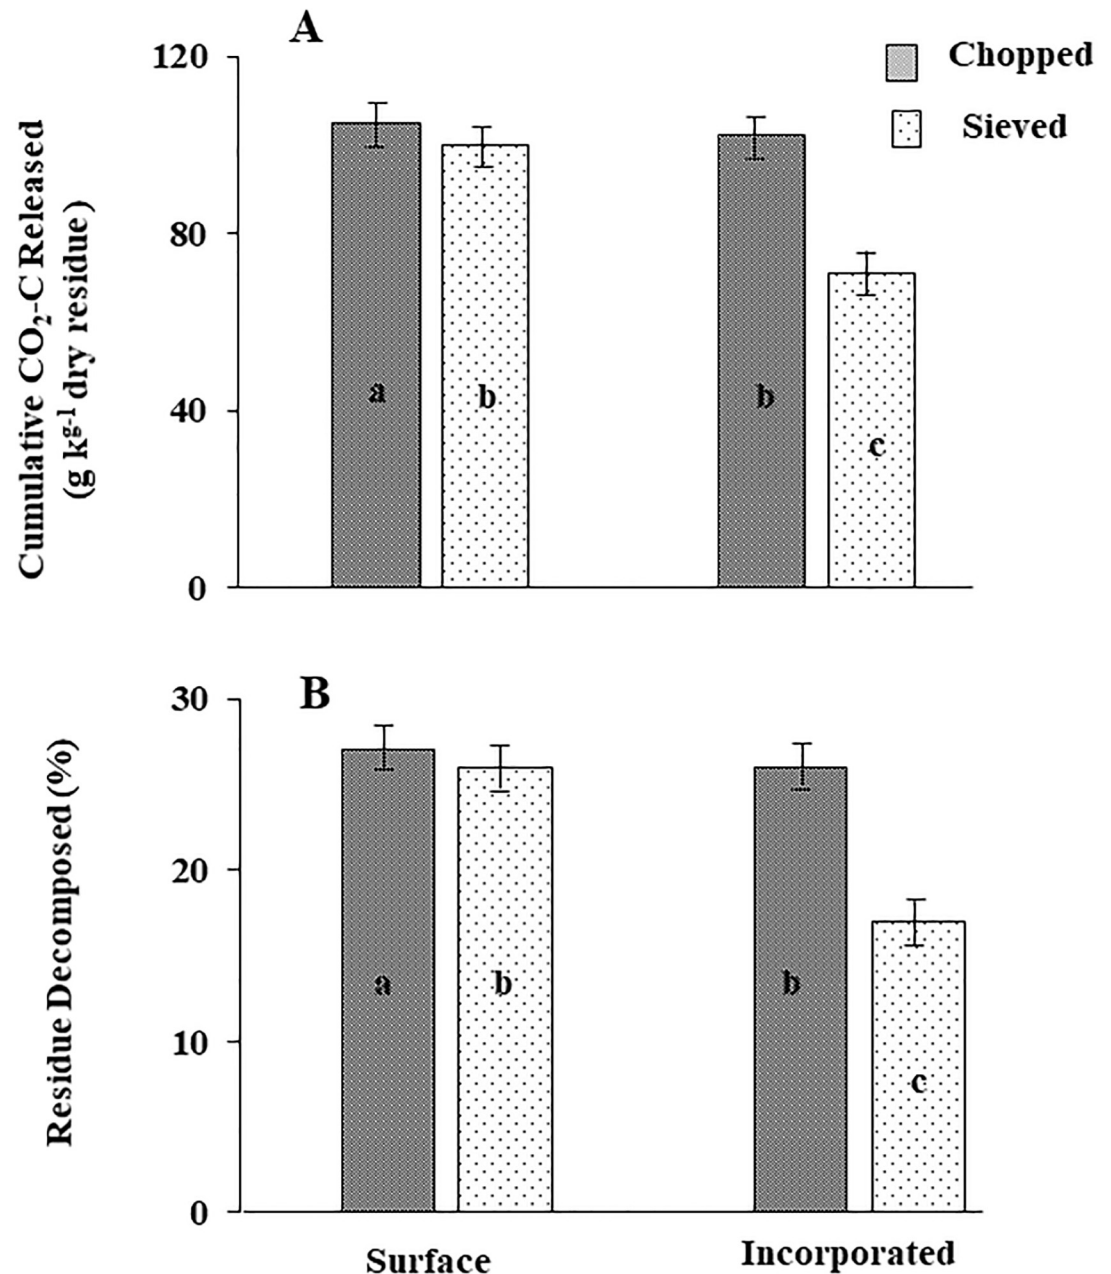 A
Chopped
Sieved
Cumulative CO₂-C Released
(g kg⁻¹ dry residue)
120
80
40
0
a
b
b
c
B
Residue Decomposed (%)
30
20
10
0
a
b
b
c
Surface
Incorporated